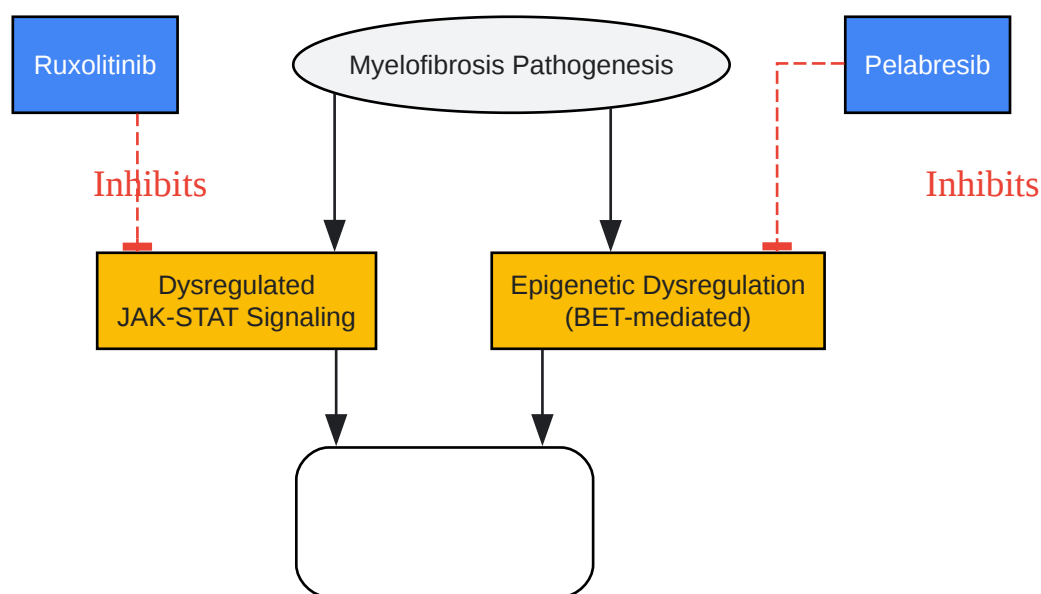 Ruxolitinib
Myelofibrosis Pathogenesis
Pelabresib
Inhibits
Inhibits
Dysregulated
JAK-STAT Signaling
Epigenetic Dysregulation
(BET-mediated)